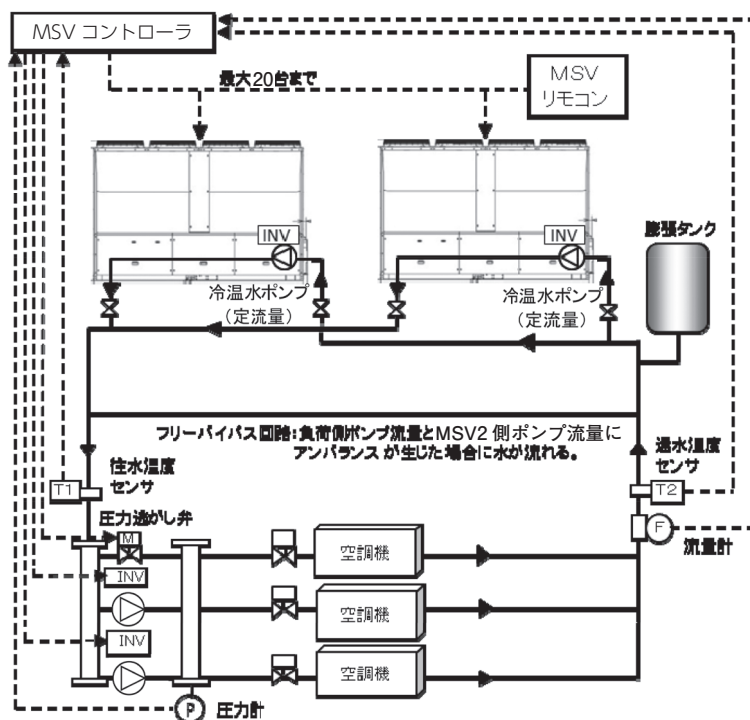 MSV コントローラ
最大20台まで
MSV
リモコン
INV
INV
膨張タンク
冷温水ポンプ
（定流量）
冷温水ポンプ
（定流量）
フリーバイパス回路：負荷側ポンプ流量とMSV2 側ポンプ流量に
アンバランス が生じた場合に水が流れる。
往水温度
センサ
T1
還水温度
センサ
T2
圧力逃がし弁
M
F
流量計
INV
空調機
空調機
INV
空調機
P
圧力計